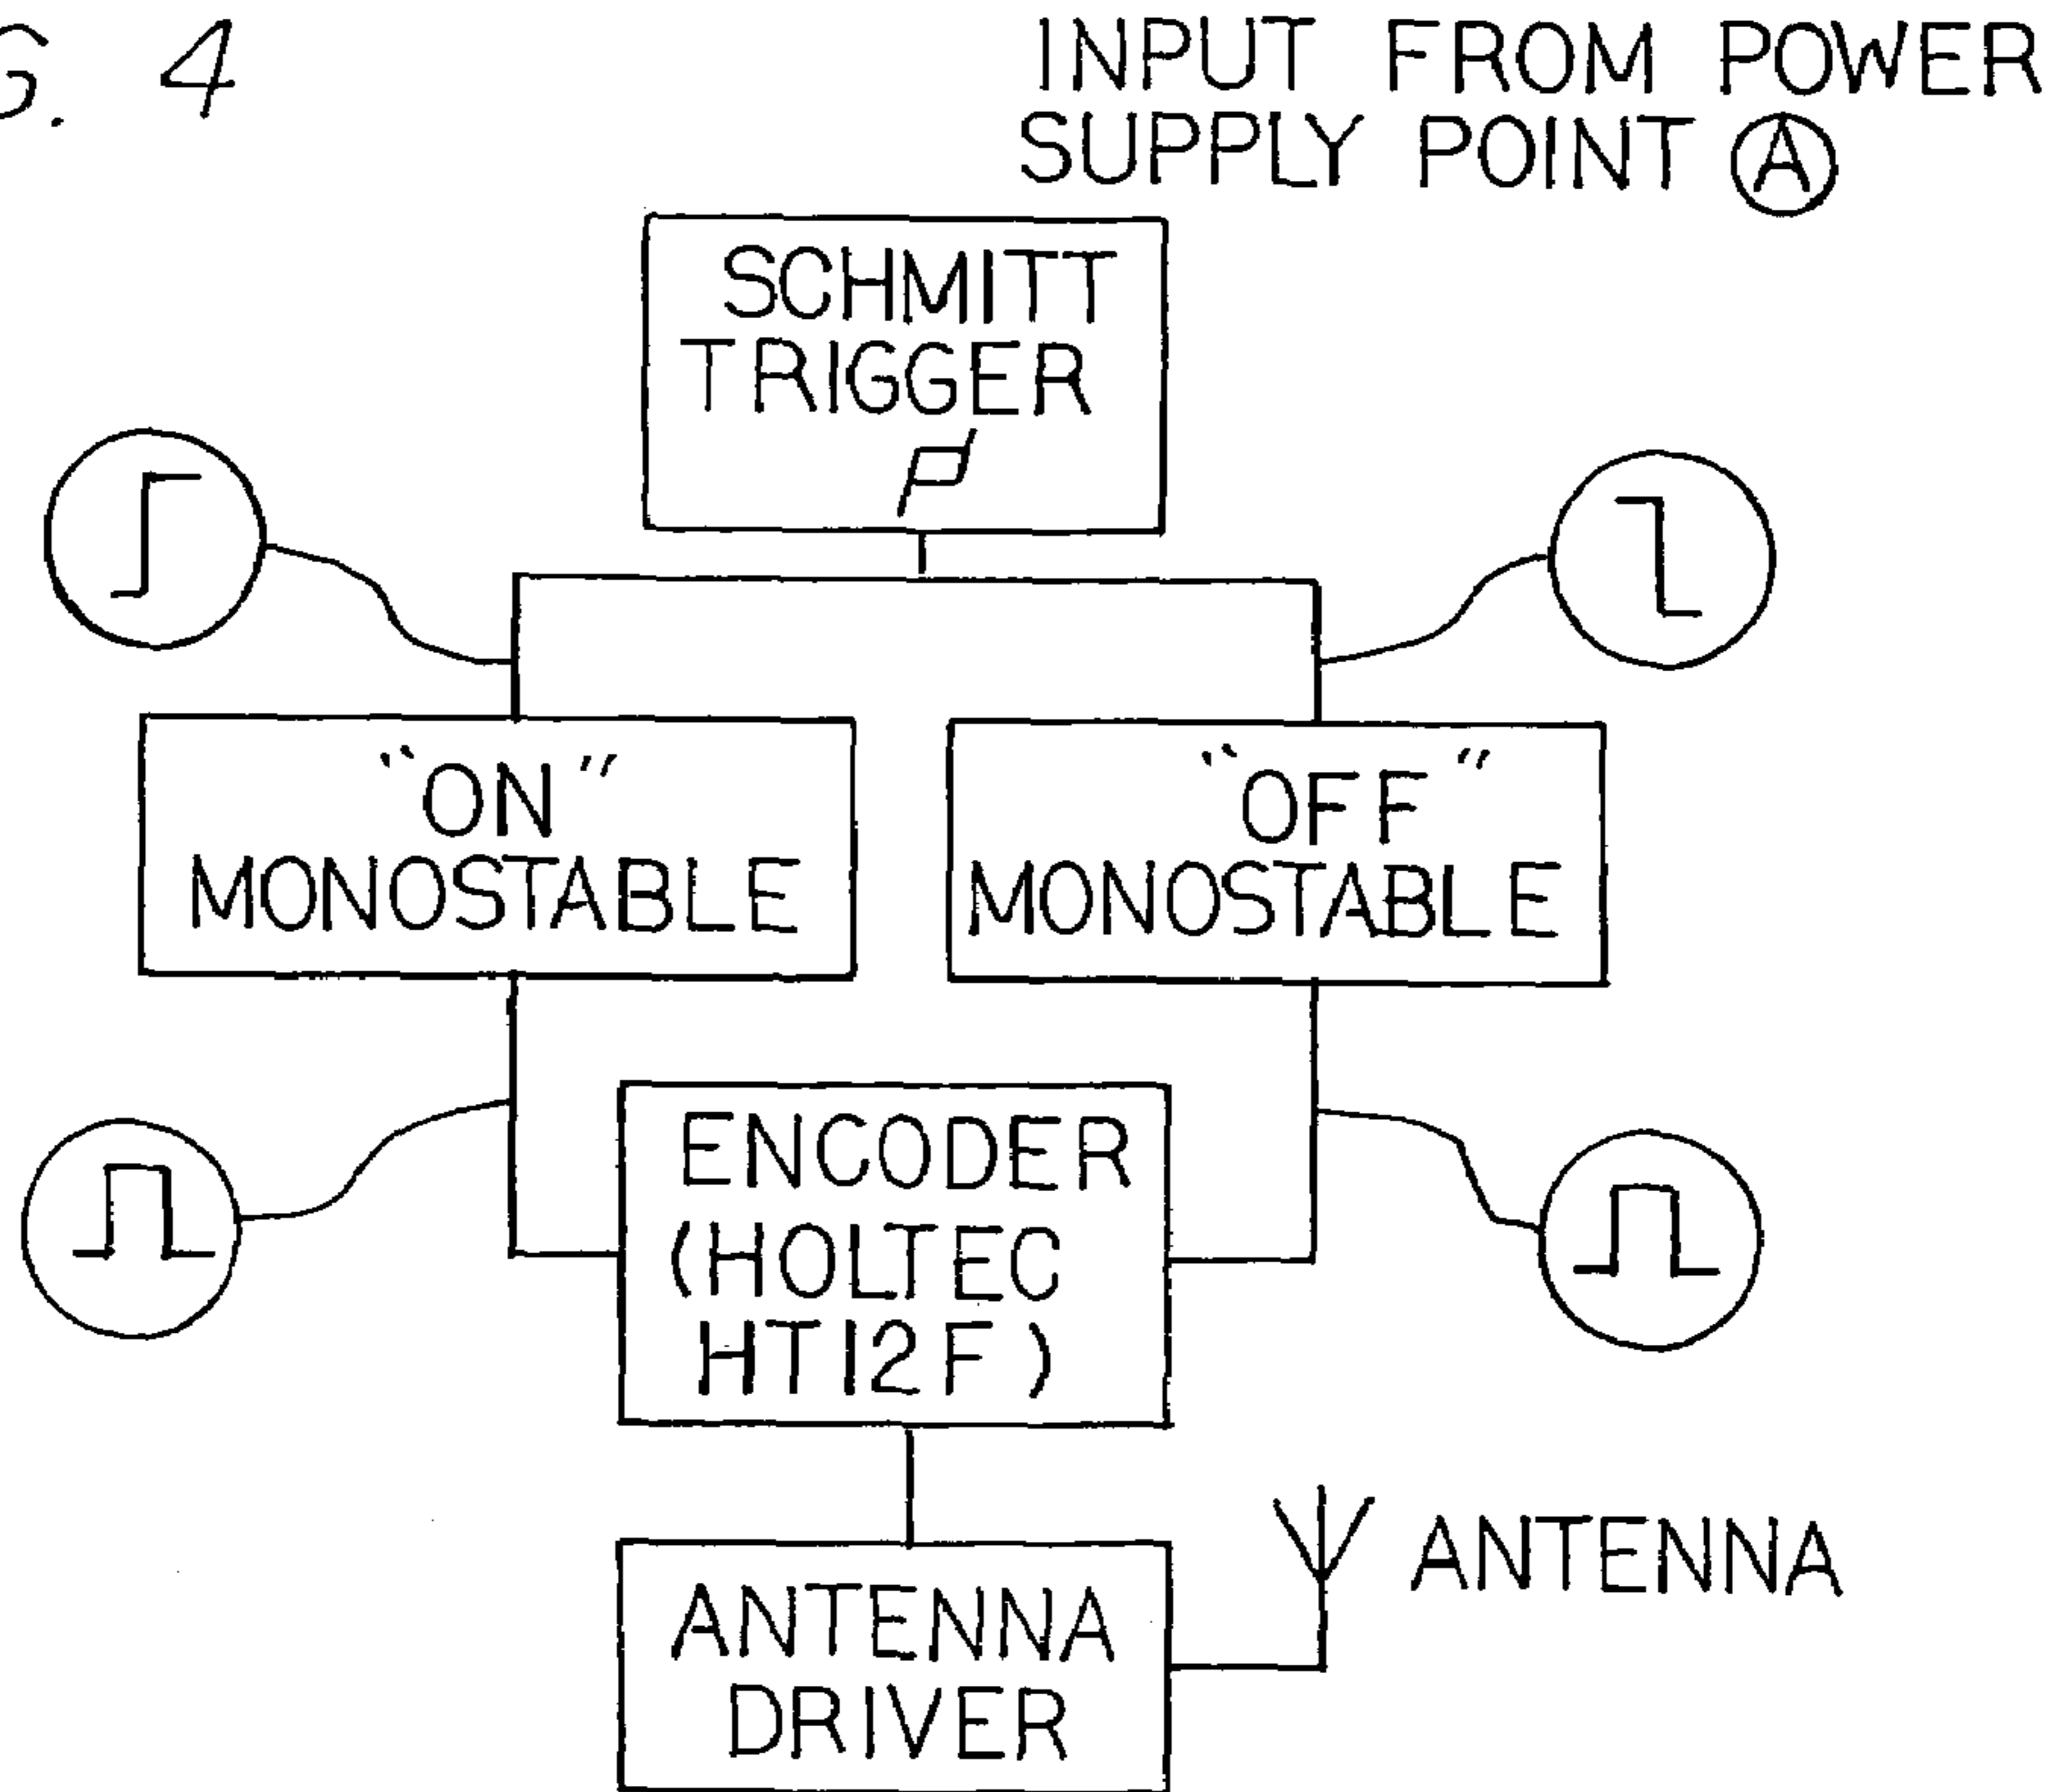 G. 4
INPUT FROM POWER
SUPPLY POINT Ⓐ
SCHMITT
TRIGGER
"ON"
MONOSTABLE
"OFF"
MONOSTABLE
ENCODER
(HOLTEC
HT12F)
ANTENNA
ANTENNA
DRIVER